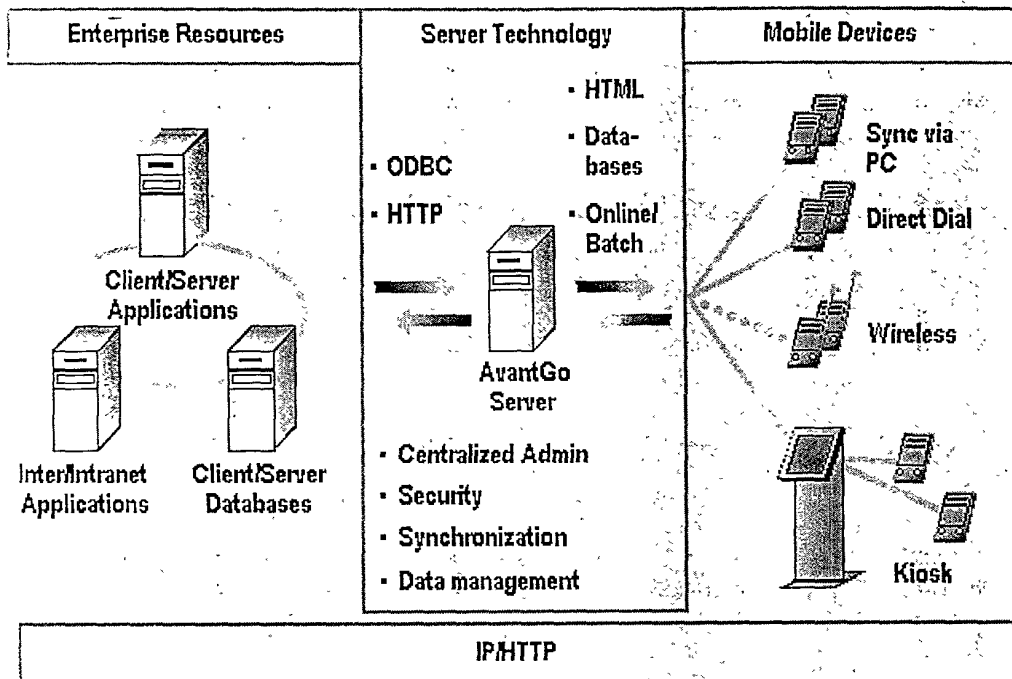 Enterprise Resources
Server Technology
Mobile Devices
Client/Server
Applications
Inter/Intranet
Applications
Client/Server
Databases
▪ ODBC
▪ HTTP
▪ HTML
▪ Data-
bases
▪ Online/
Batch
AvantGo
Server
▪ Centralized Admin
▪ Security
▪ Synchronization
▪ Data management
Sync via
PC
Direct Dial
Wireless
Kiosk
IP/HTTP